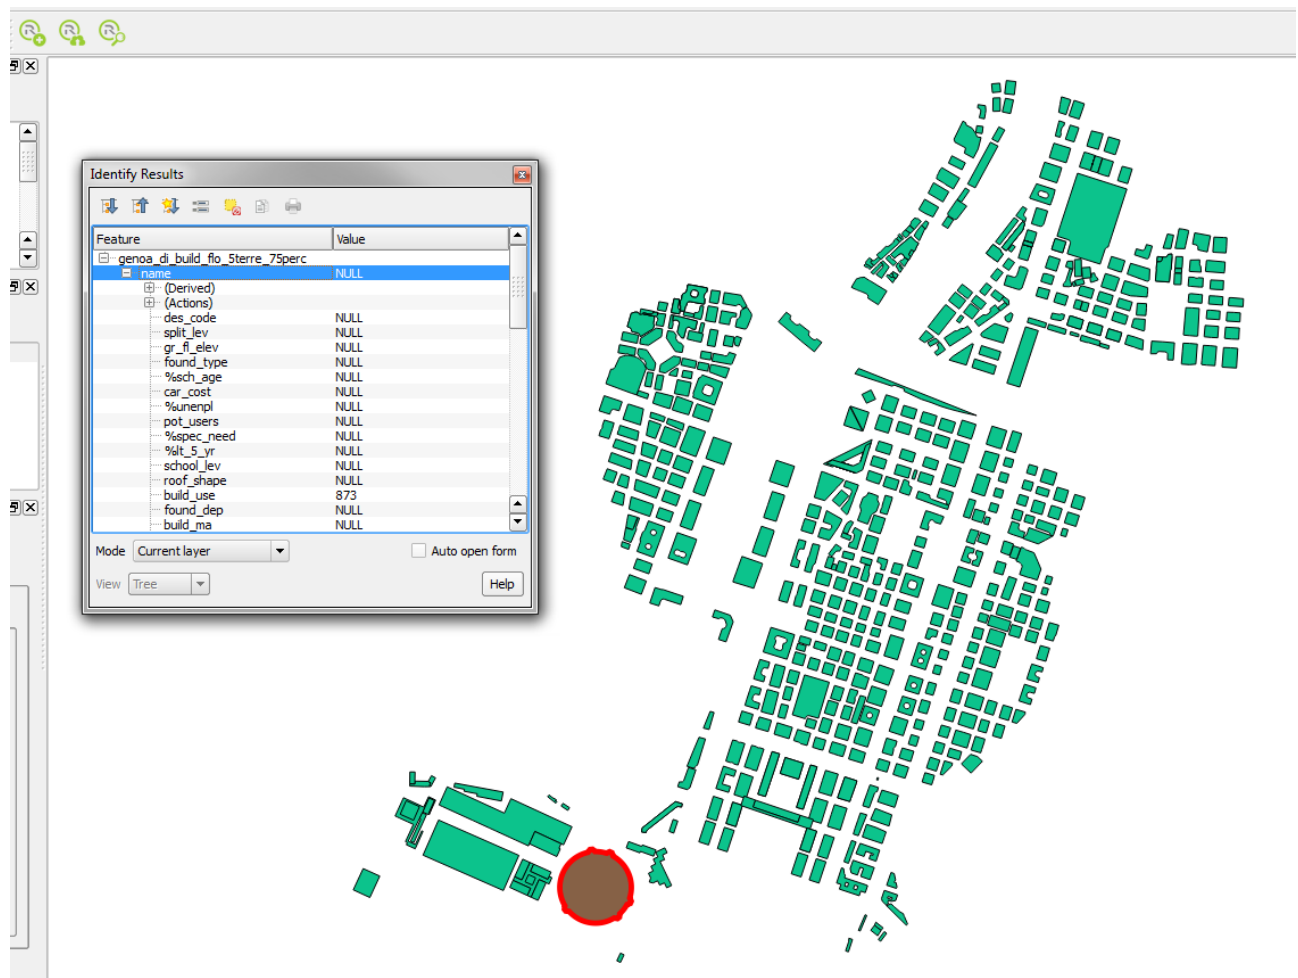 Identify Results
Feature Value
genoa_di_build_flo_5terre_75perc
name NULL
(Derived)
(Actions)
des_code NULL
split_lev NULL
gr_fl_elev NULL
found_type NULL
%sch_age NULL
car_cost NULL
%unenpl NULL
pot_users NULL
%spec_need NULL
%lt_5_yr NULL
school_lev NULL
roof_shape NULL
build_use 873
found_dep NULL
build_ma NULL
Mode Current layer Auto open form
View Tree Help